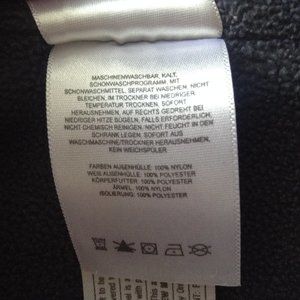 MASCHINENWASCHBAR, KALT,
SCHONWASCHPROGRAMM, MIT
SCHONWASCHMITTEL, SEPARAT WASCHEN, NICHT
BLEICHEN, IM TROCKNER BEI NIEDRIGER
TEMPERATUR TROCKNEN, SOFORT
HERAUSNEHMEN, AUF RECHTS GEDREHT BEI
NIEDRIGER HITZE BÜGELN, FALLS ERFORDERLICH,
NICHT CHEMISCH REINIGEN, NICHT FEUCHT IN DEN
SCHRANK LEGEN, SOFORT AUS
WASCHMASCHINE/TROCKNER HERAUSNEHMEN,
KEIN WEICHSPÜLER
FARBEN AUßENHÜLLE: 100% NYLON
WEIß AUßENHÜLLE: 100% POLYESTER
KÖRPERFUTTER: 100% POLYESTER
ÄRMEL: 100% NYLON
ISOLIERUNG: 100% POLYESTER